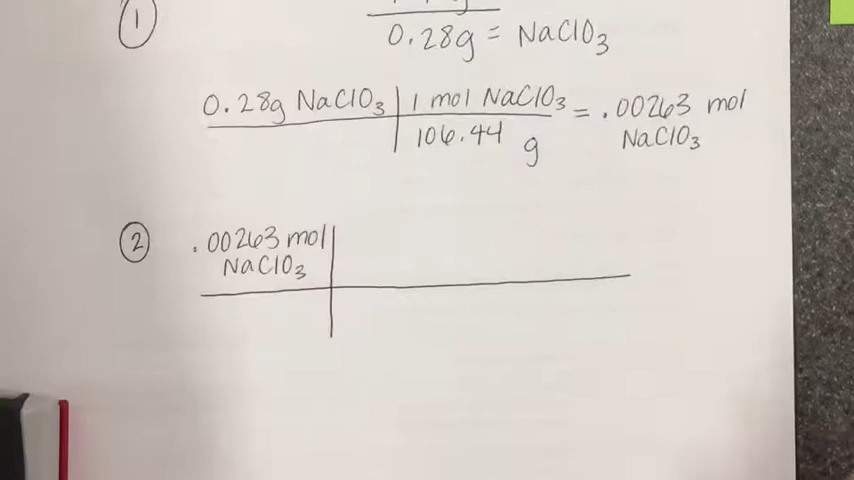 ①
0.28g = NaClO₃
0.28g NaClO₃ | 1 mol NaClO₃ = .00263 mol
106.44 g NaClO₃
② .00263 mol
NaClO₃